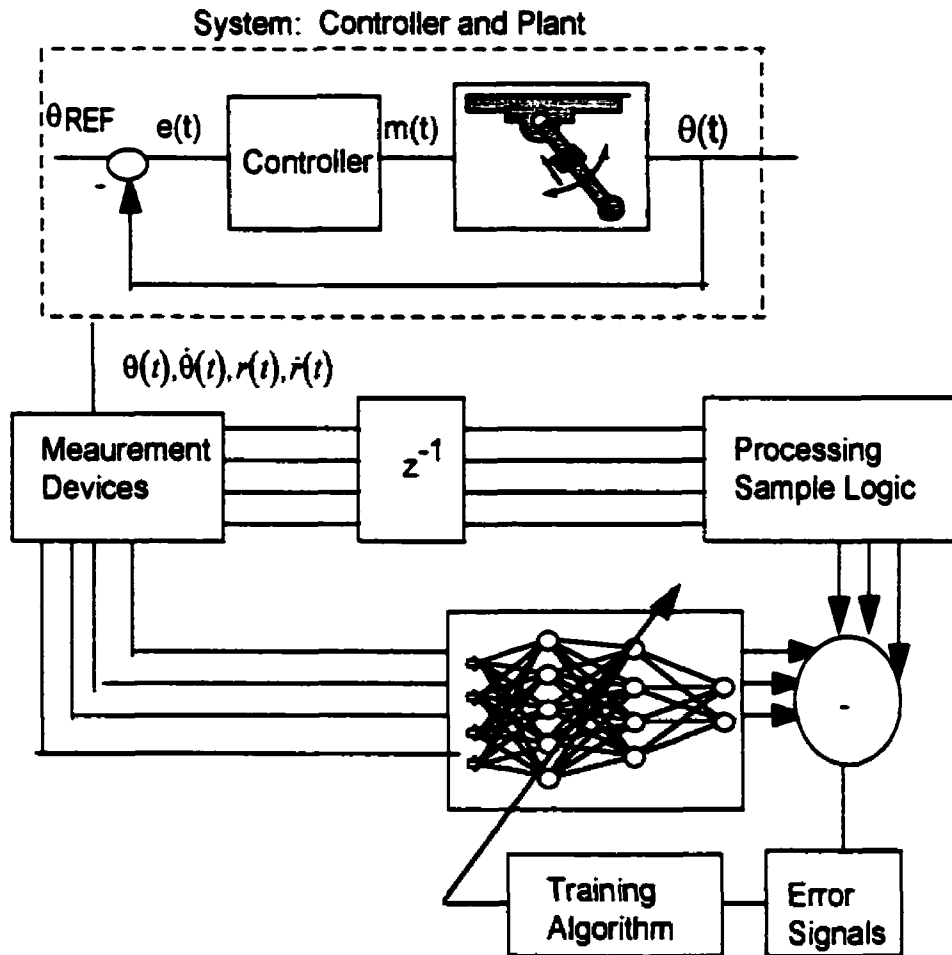 System: Controller and Plant
θREF
e(t)
Controller
m(t)
θ(t)
-
θ(t), θ̇(t), r(t), ṙ(t)
Meaurement
Devices
z⁻¹
Processing
Sample Logic
-
Training
Algorithm
Error
Signals